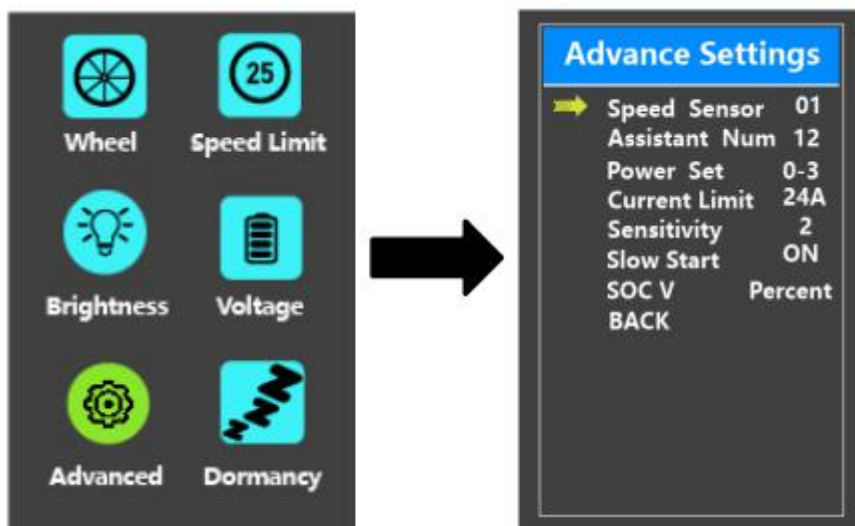 25
Wheel Speed Limit
Brightness Voltage
Advanced Dormancy
Advance Settings
Speed Sensor 01
Assistant Num 12
Power Set 0-3
Current Limit 24A
Sensitivity 2
Slow Start ON
SOC V Percent
BACK